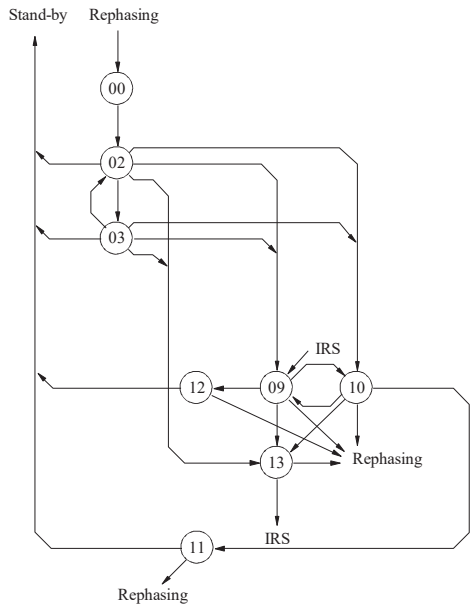 Stand-by Rephasing
00
02
03
IRS
12 09 10
Rephasing
13
IRS
11
Rephasing